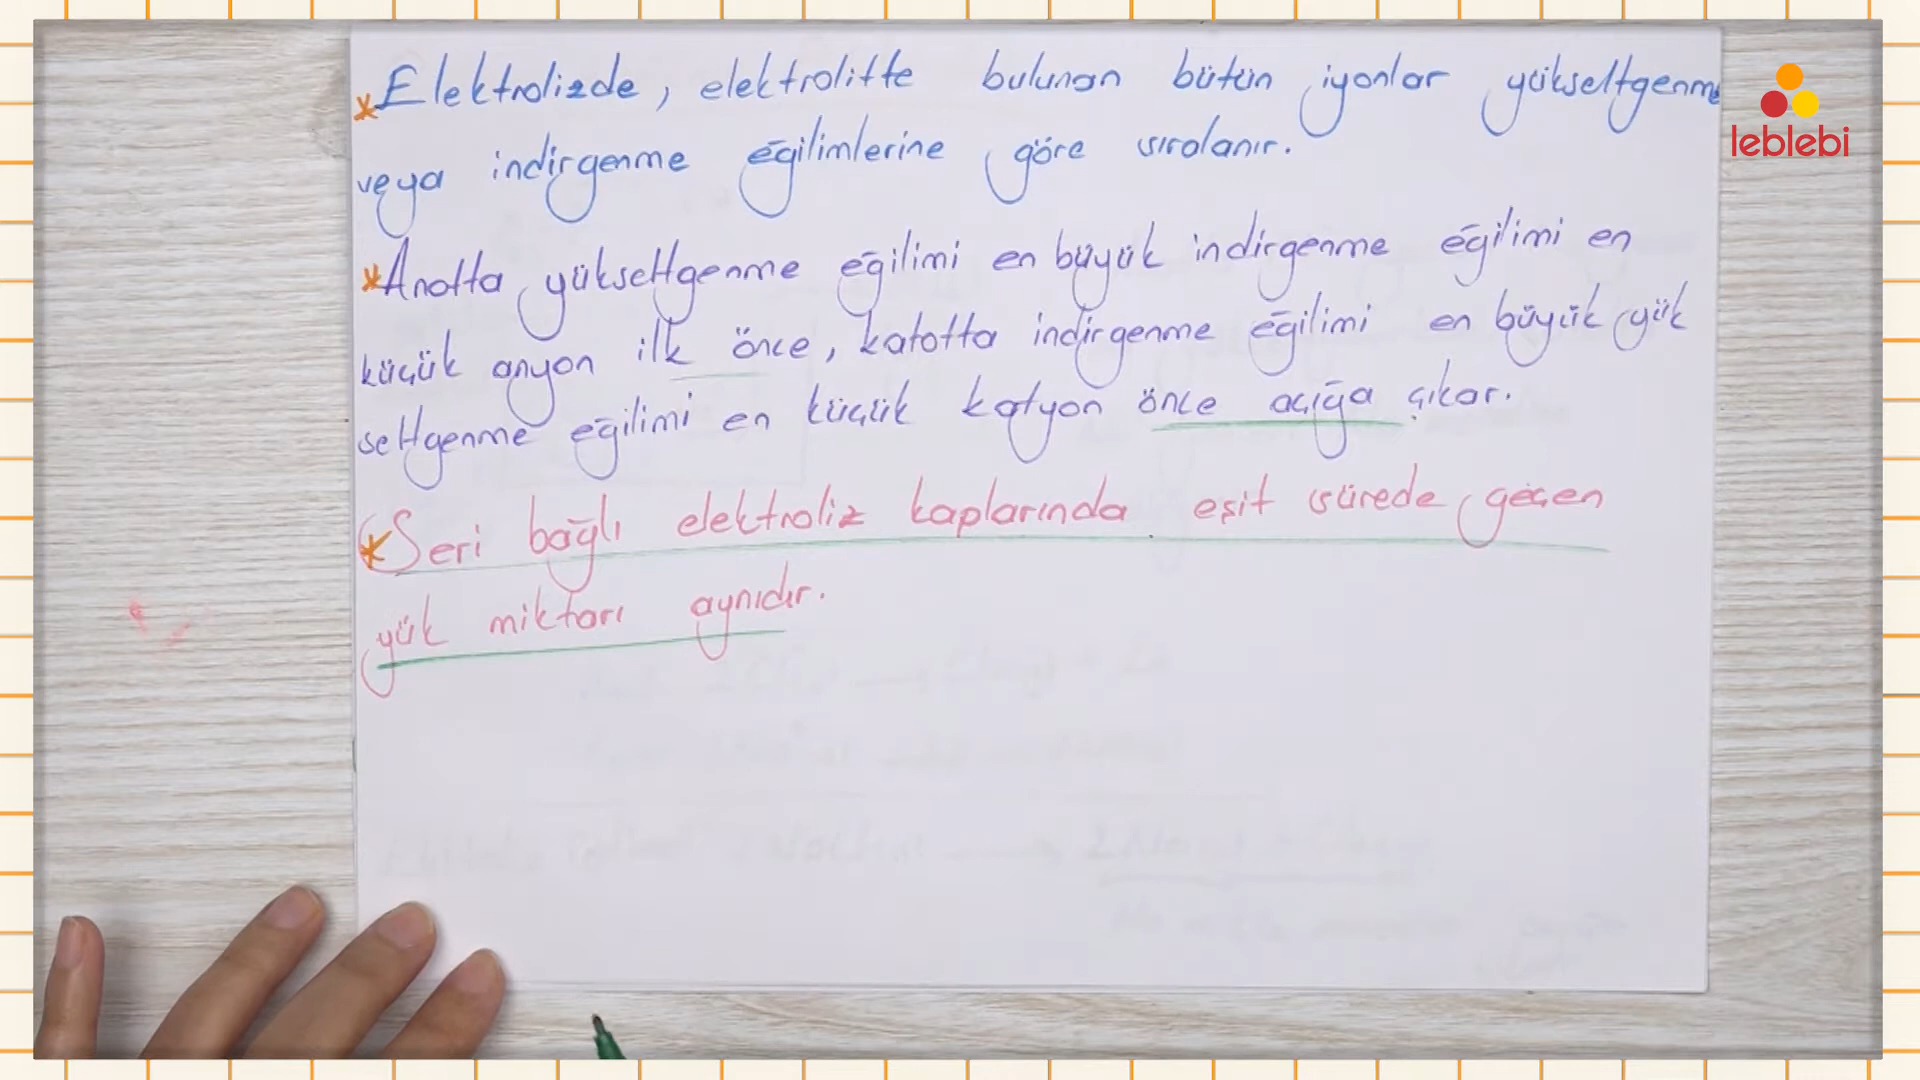 * Elektrolizde, elektrolitte bulunan bütün iyonlar yükseltgenme
veya indirgenme eğilimlerine göre sıralanır.
* Anotta yükseltgenme eğilimi en büyük indirgenme eğilimi en
küçük anyon ilk önce, katotta indirgenme eğilimi en büyük yük
seltgenme eğilimi en küçük katyon önce açığa çıkar.
* Seri bağlı elektroliz kaplarında eşit sürede geçen
yük miktarı aynıdır.
leblebi